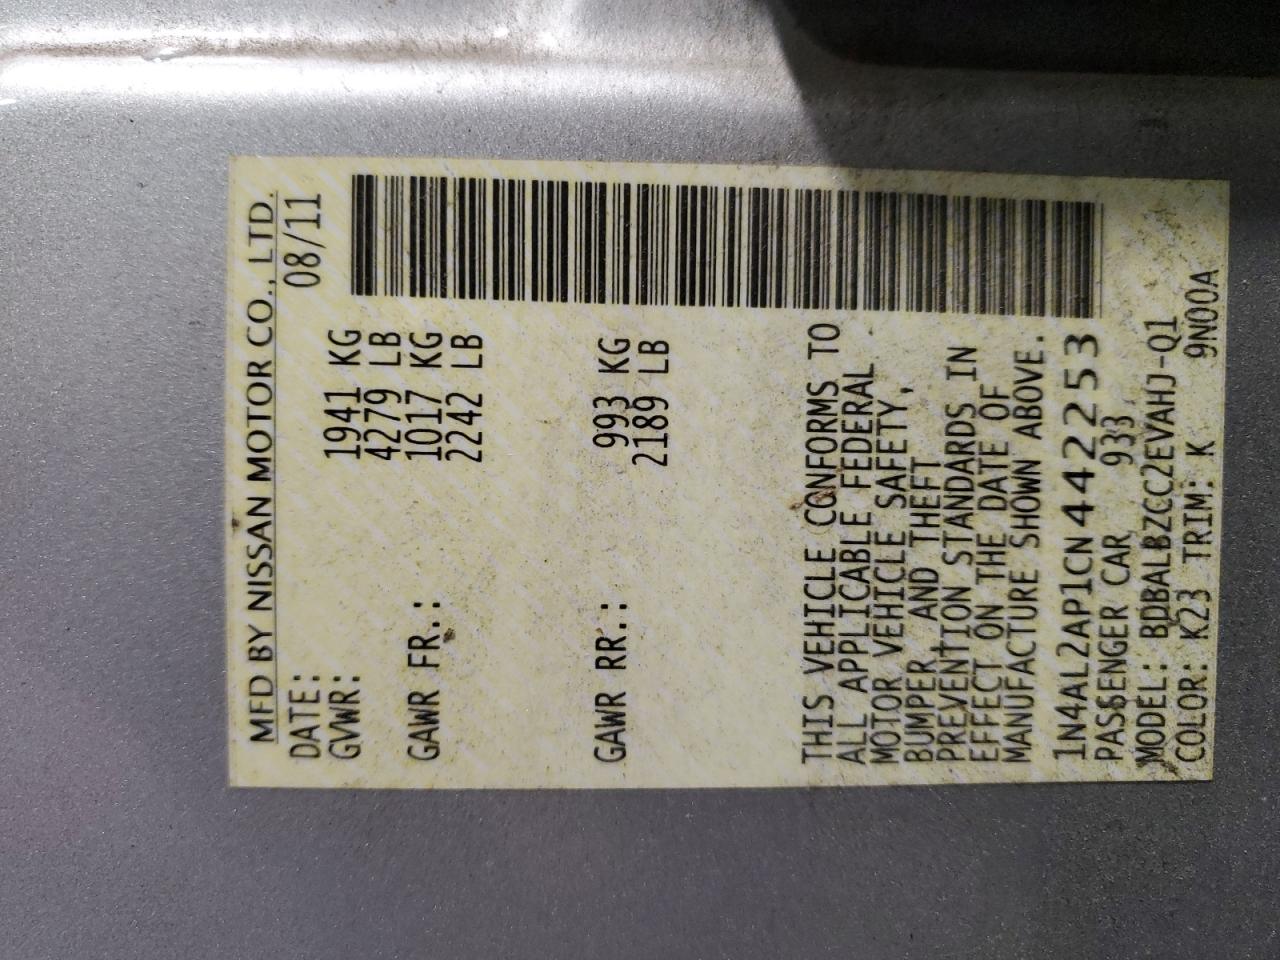 MFD BY NISSAN MOTOR CO., LTD.
DATE: 08/11
GVWR: 1941 KG
4279 LB
GAWR FR.: 1017 KG
2242 LB
GAWR RR.: 993 KG
2189 LB
THIS VEHICLE CONFORMS TO
ALL APPLICABLE FEDERAL
MOTOR VEHICLE SAFETY,
BUMPER, AND THEFT
PREVENTION STANDARDS IN
EFFECT ON THE DATE OF
MANUFACTURE SHOWN ABOVE.
1N4AL2AP1CN442253
PASSENGER CAR 933
MODEL: BDBALBZCC2EVAHJ-Q1
COLOR: K23 TRIM: K 9N00A